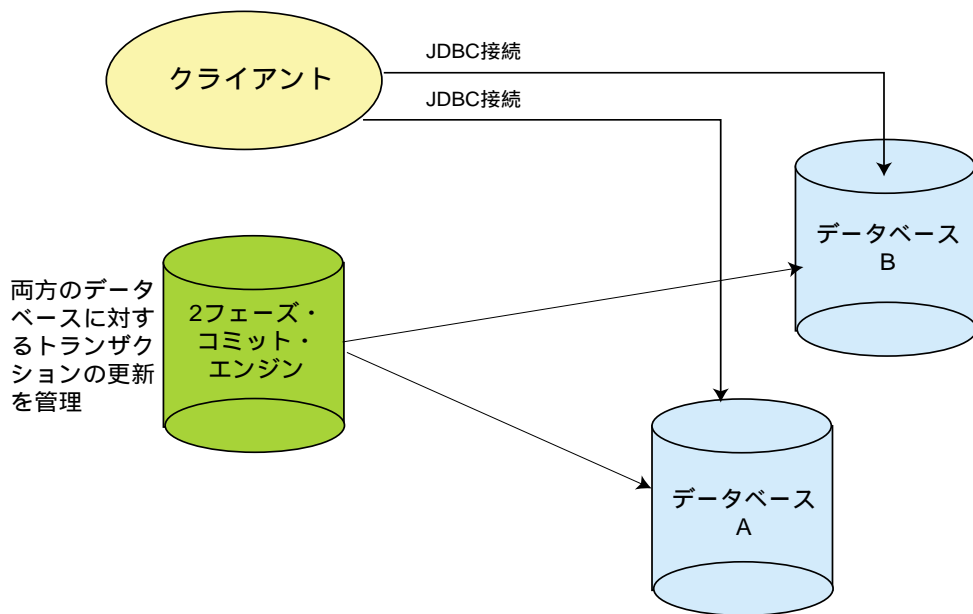 JDBC接続
クライアント
JDBC接続
データベース
B
両方のデータ
ベースに対す
るトランザク
ションの更新
を管理
2フェーズ・
コミット・
エンジン
データベース
A